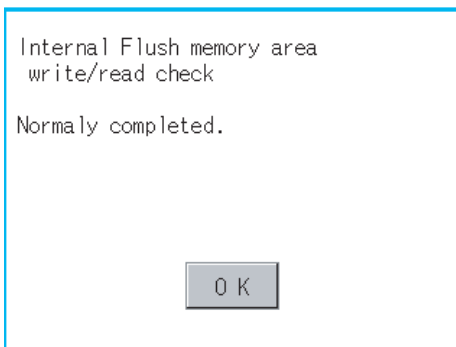 Internal Flush memory area
write/read check
Normaly completed.
OK